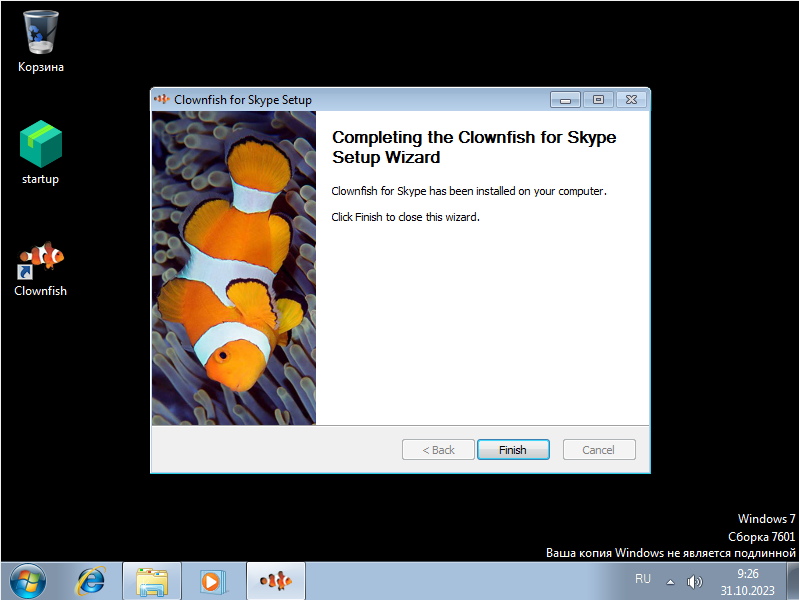 Корзина
startup
Clownfish
Clownfish for Skype Setup
Completing the Clownfish for Skype
Setup Wizard
Clownfish for Skype has been installed on your computer.
Click Finish to close this wizard.
< Back
Finish
Cancel
Windows 7
Сборка 7601
Ваша копия Windows не является подлинной
RU
9:26
31.10.2023